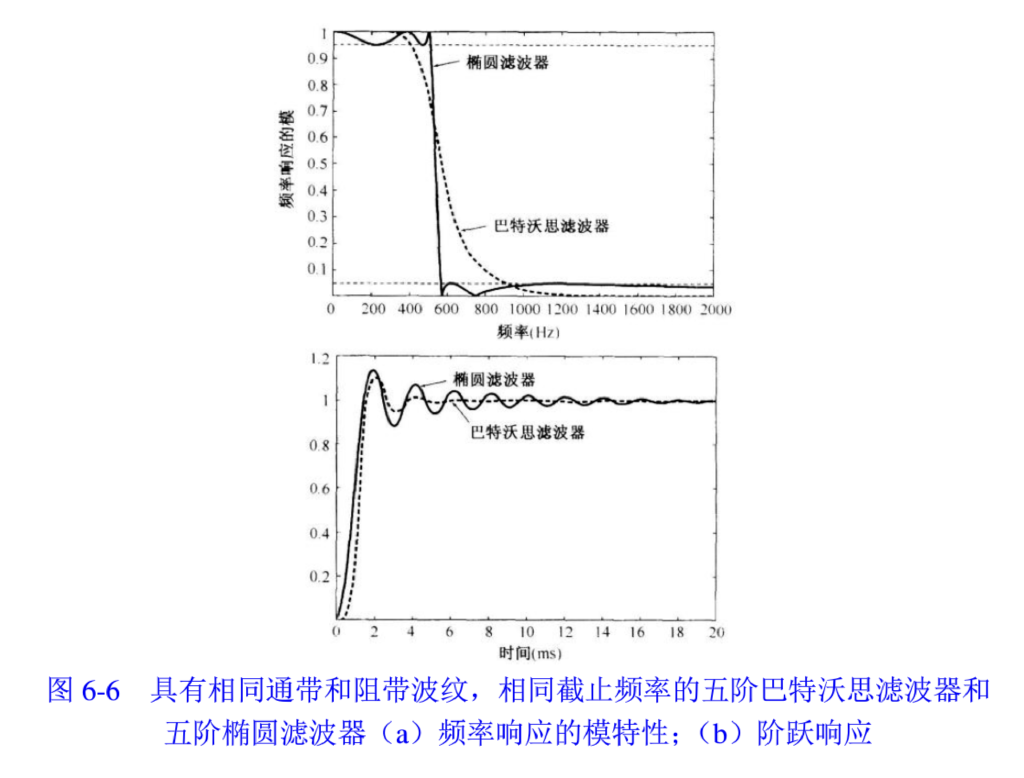 1
0.9
0.8
0.7
0.6
0.5
0.4
0.3
0.2
0.1
频率响应的模
椭圆滤波器
巴特沃思滤波器
0 200 400 600 800 1000 1200 1400 1600 1800 2000
频率(Hz)
1.2
1
0.8
0.6
0.4
0.2
椭圆滤波器
巴特沃思滤波器
0 2 4 6 8 10 12 14 16 18 20
时间(ms)
图 6-6 具有相同通带和阻带波纹，相同截止频率的五阶巴特沃思滤波器和
五阶椭圆滤波器（a）频率响应的模特性；（b）阶跃响应